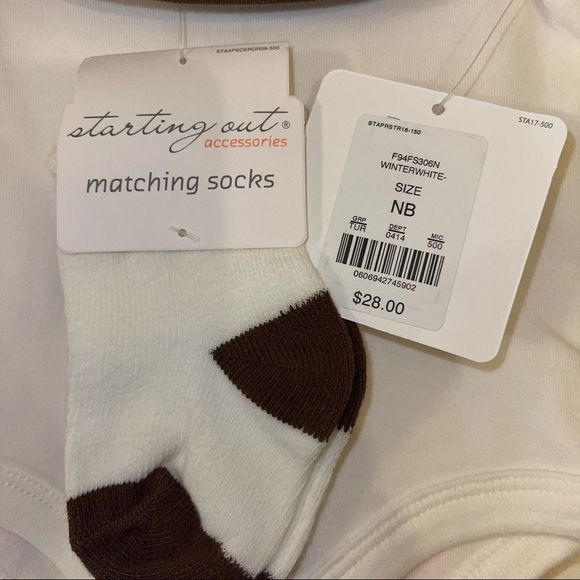 STA4PSCKROR09-500
starting out®
accessories
matching socks
STAPRSTR18-150
STA17-500
F94FS306N
WINTERWHITE-
SIZE
NB
GRP DEPT MIC
TUR 0414 500
0606942745902
$28.00